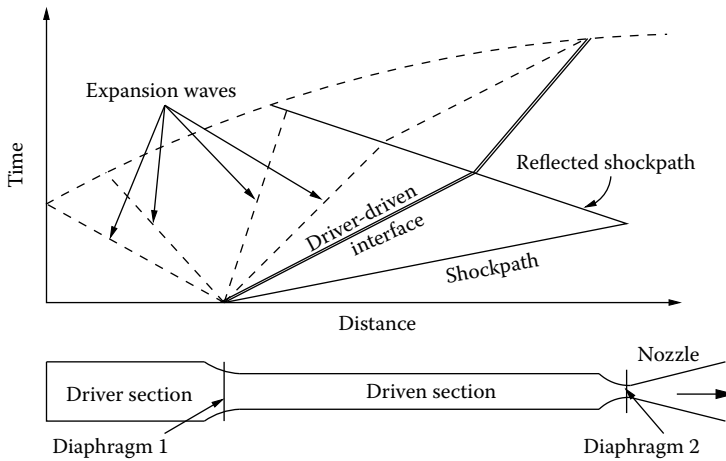 Expansion waves
Time
Reflected shockpath
Driver-driven
interface
Shockpath
Distance
Nozzle
Driver section
Driven section
Diaphragm 1
Diaphragm 2